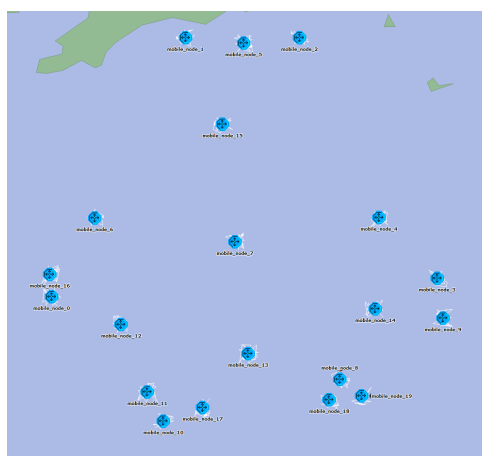 mobile_node_1
mobile_node_5
mobile_node_2
mobile_node_15
mobile_node_6
mobile_node_4
mobile_node_7
mobile_node_16
mobile_node_3
mobile_node_0
mobile_node_14
mobile_node_9
mobile_node_12
mobile_node_13
mobile_node_8
mobile_node_19
mobile_node_11
mobile_node_18
mobile_node_17
mobile_node_10